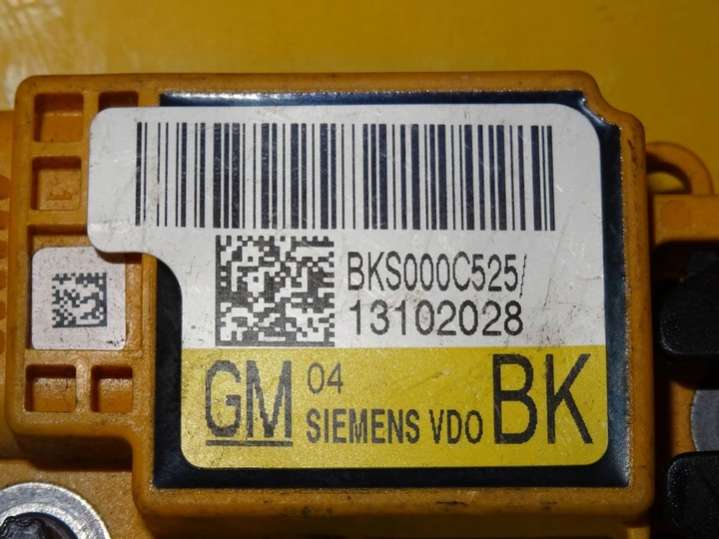 BKS000C525/
13102028
GM 04 BK
SIEMENS VDO